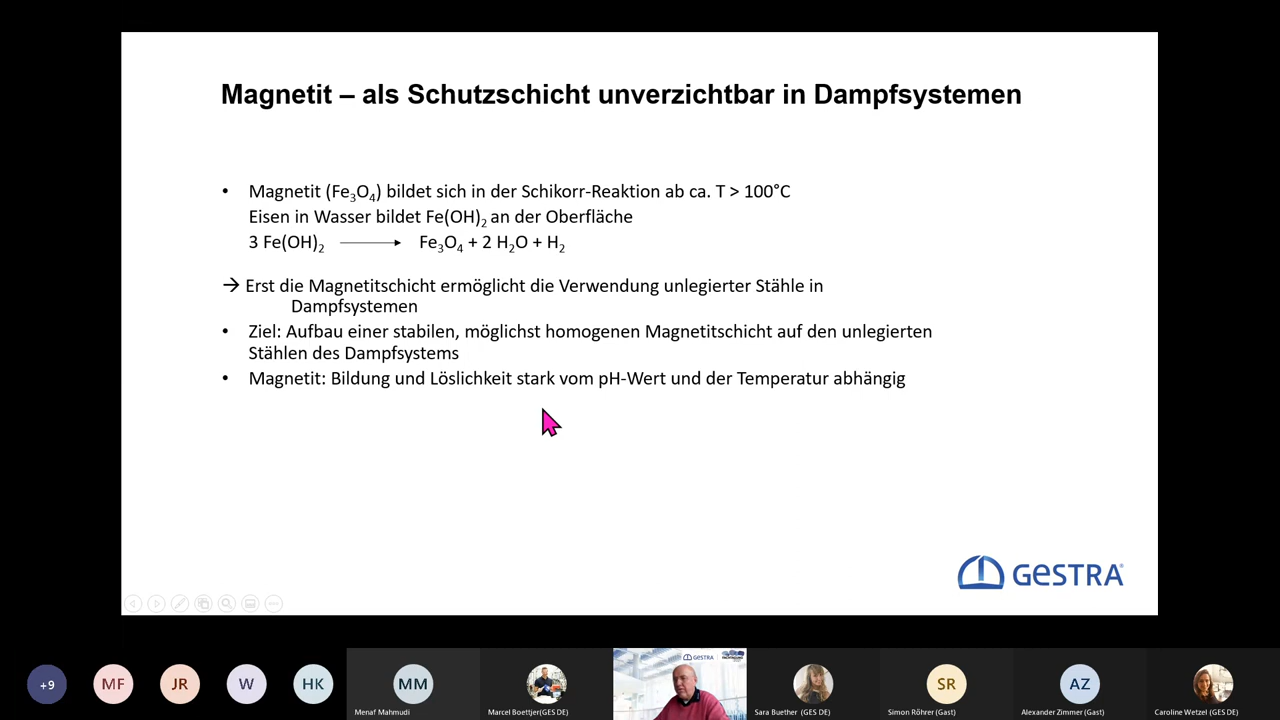 Magnetit – als Schutzschicht unverzichtbar in Dampfsystemen
• Magnetit (Fe₃O₄) bildet sich in der Schikorr-Reaktion ab ca. T > 100°C
Eisen in Wasser bildet Fe(OH)₂ an der Oberfläche
3 Fe(OH)₂ ⟶ Fe₃O₄ + 2 H₂O + H₂
→ Erst die Magnetitschicht ermöglicht die Verwendung unlegierter Stähle in
Dampfsystemen
• Ziel: Aufbau einer stabilen, möglichst homogenen Magnetitschicht auf den unlegierten
Stählen des Dampfsystems
• Magnetit: Bildung und Löslichkeit stark vom pH-Wert und der Temperatur abhängig
GESTRA
+9
MF
JR
W
HK
MM
Menaf Mahmudi
Marcel Boettjer(GES DE)
GESTRA
Sara Buether (GES DE)
SR
Simon Röhrer (Gast)
AZ
Alexander Zimmer (Gast)
Caroline Wetzel (GES DE)